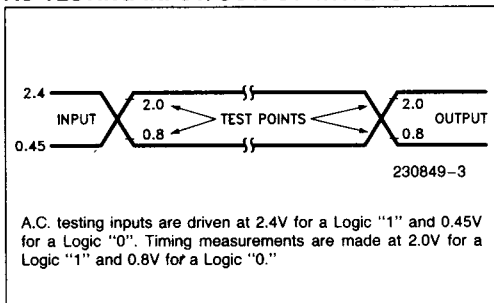 2.4
2.0
INPUT TEST POINTS OUTPUT
0.8
0.45
2.0
0.8
230849-3
A.C. testing inputs are driven at 2.4V for a Logic "1" and 0.45V
for a Logic "0". Timing measurements are made at 2.0V for a
Logic "1" and 0.8V for a Logic "0."